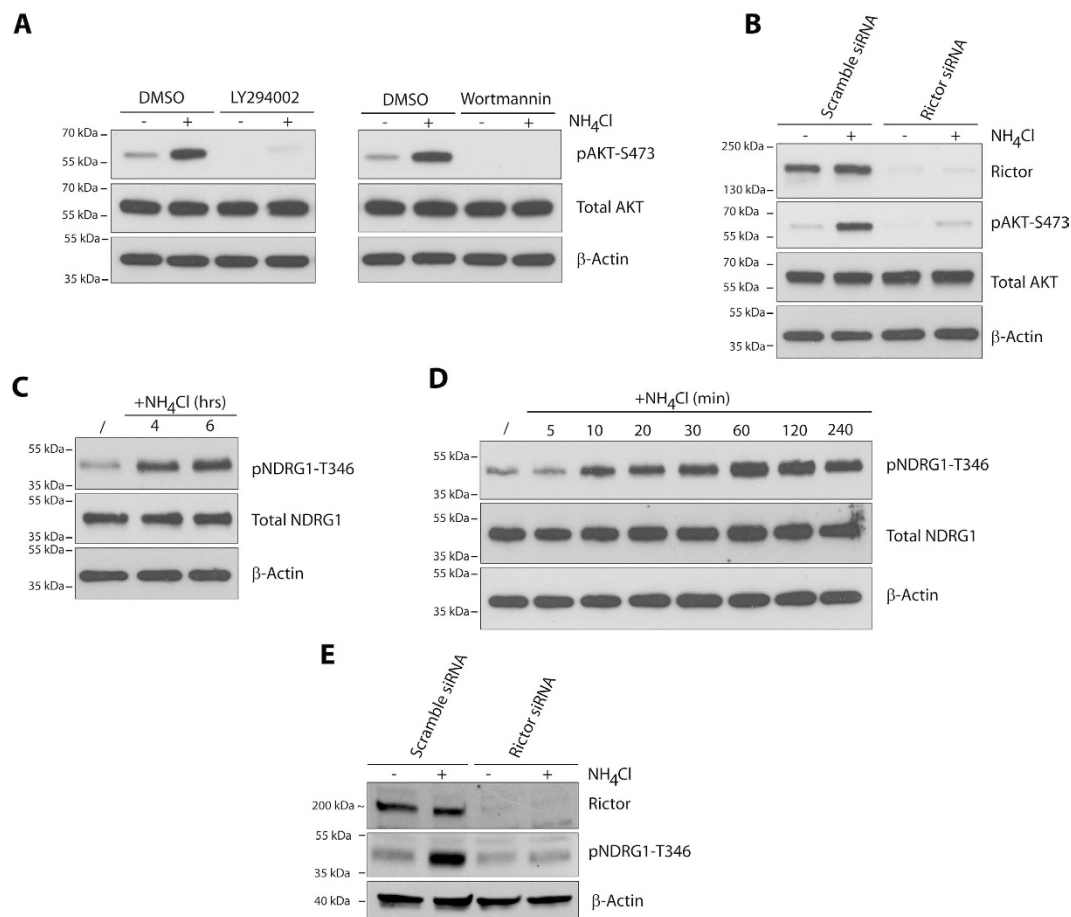 A
DMSO LY294002 DMSO Wortmannin
- + - + - + - + NH4Cl
70 kDa
55 kDa
pAKT-S473
70 kDa
55 kDa
Total AKT
55 kDa
35 kDa
β-Actin
B
Scramble siRNA
Rictor siRNA
- + - + NH4Cl
250 kDa
130 kDa
Rictor
70 kDa
55 kDa
pAKT-S473
70 kDa
55 kDa
Total AKT
55 kDa
35 kDa
β-Actin
C
+NH4Cl (hrs)
/ 4 6
55 kDa
35 kDa
pNDRG1-T346
55 kDa
35 kDa
Total NDRG1
55 kDa
35 kDa
β-Actin
D
+NH4Cl (min)
/ 5 10 20 30 60 120 240
55 kDa
35 kDa
pNDRG1-T346
55 kDa
35 kDa
Total NDRG1
55 kDa
35 kDa
β-Actin
E
Scramble siRNA
Rictor siRNA
- + - + NH4Cl
200 kDa ~
Rictor
55 kDa
35 kDa
pNDRG1-T346
40 kDa
β-Actin